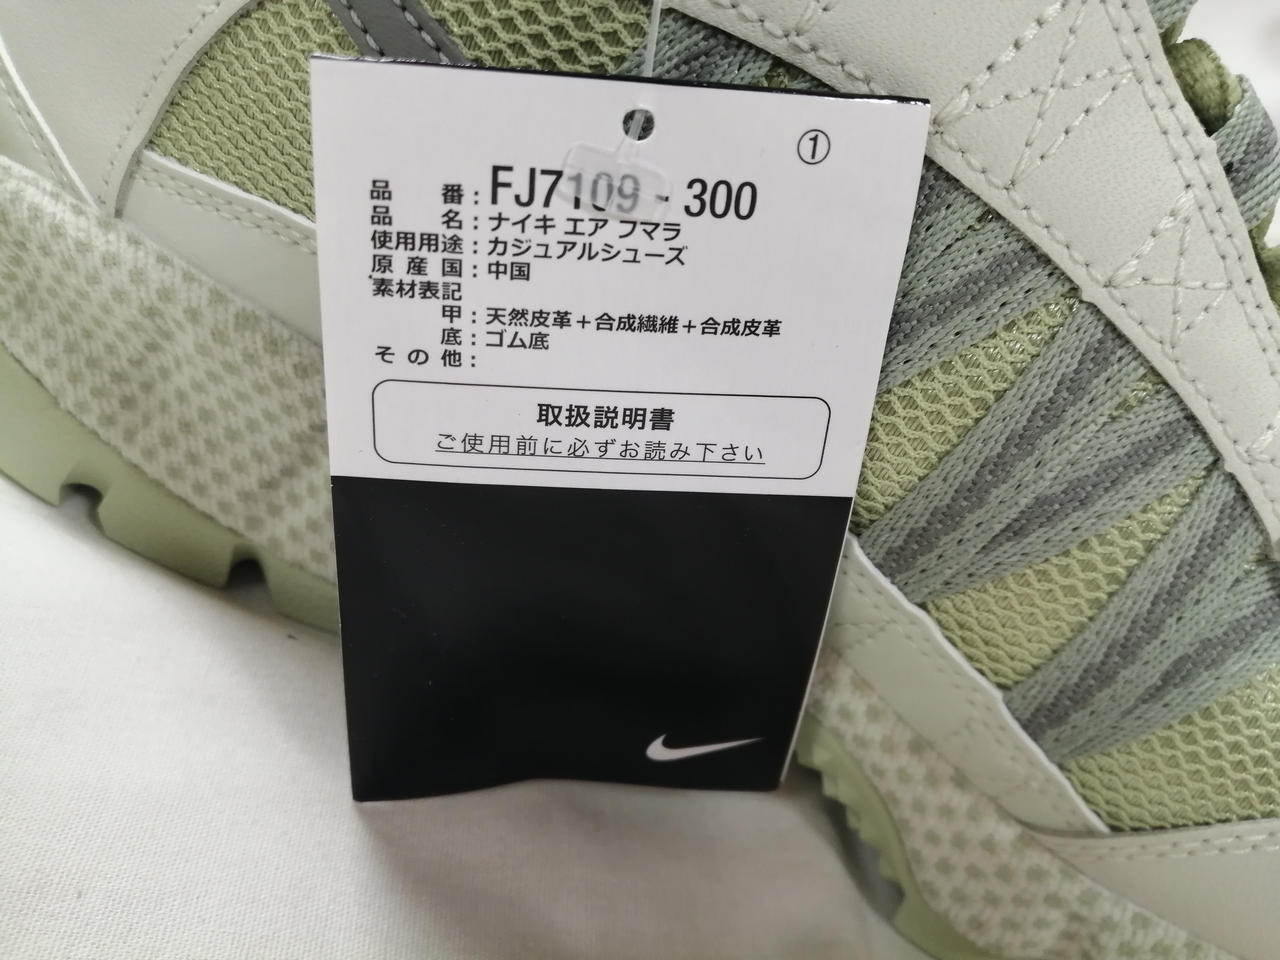 ①
品番：FJ7109-300
品名：ナイキ エア フマラ
使用用途：カジュアルシューズ
原産国：中国
素材表記
甲：天然皮革＋合成繊維＋合成皮革
底：ゴム底
その他：
取扱説明書
ご使用前に必ずお読み下さい